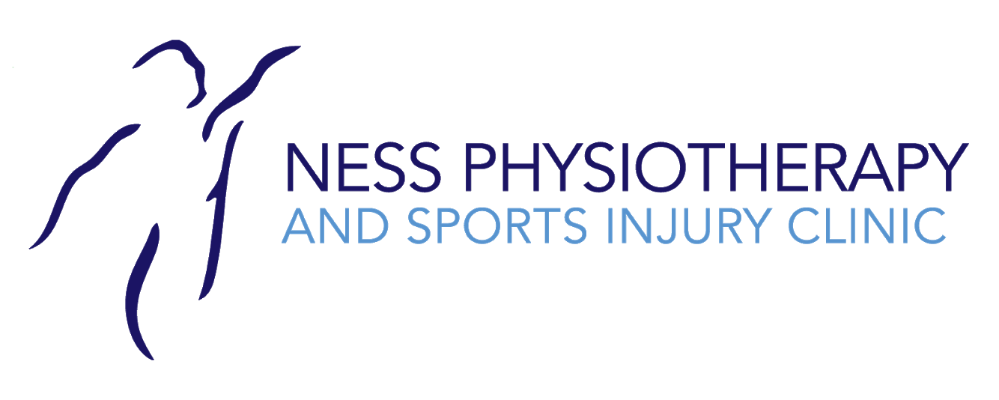 NESS PHYSIOTHERAPY
AND SPORTS INJURY CLINIC